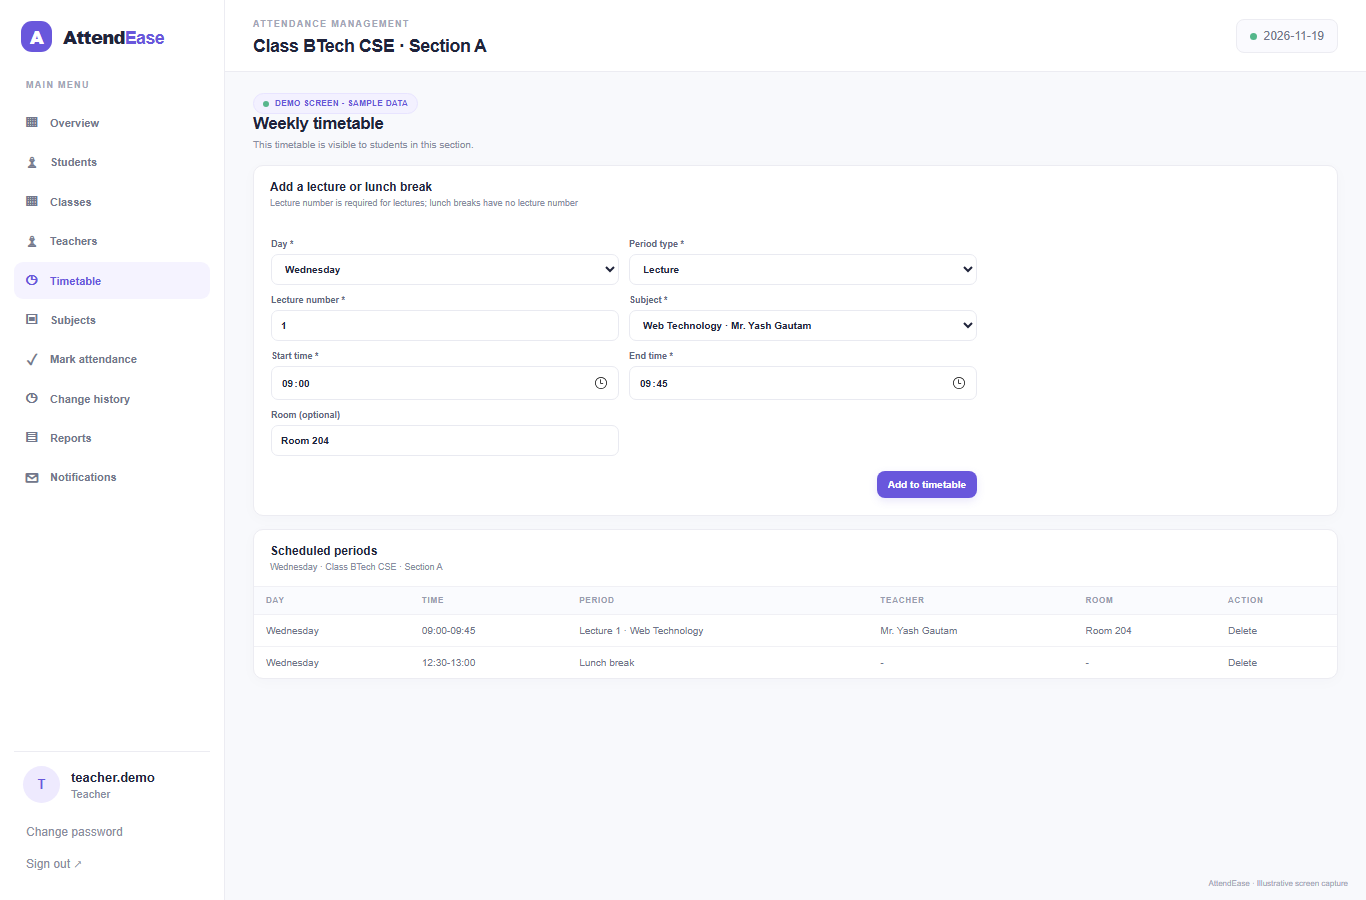 A AttendEase
MAIN MENU
Overview
Students
Classes
Teachers
Timetable
Subjects
Mark attendance
Change history
Reports
Notifications
T
teacher.demo
Teacher
Change password
Sign out ↗
ATTENDANCE MANAGEMENT
Class BTech CSE · Section A
2026-11-19
DEMO SCREEN - SAMPLE DATA
Weekly timetable
This timetable is visible to students in this section.
Add a lecture or lunch break
Lecture number is required for lectures; lunch breaks have no lecture number
Day * Period type *
Wednesday Lecture
Lecture number * Subject *
1 Web Technology · Mr. Yash Gautam
Start time * End time *
09:00 09:45
Room (optional)
Room 204
Add to timetable
Scheduled periods
Wednesday · Class BTech CSE · Section A
DAY TIME PERIOD TEACHER ROOM ACTION
Wednesday 09:00-09:45 Lecture 1 · Web Technology Mr. Yash Gautam Room 204 Delete
Wednesday 12:30-13:00 Lunch break - - Delete
AttendEase · Illustrative screen capture